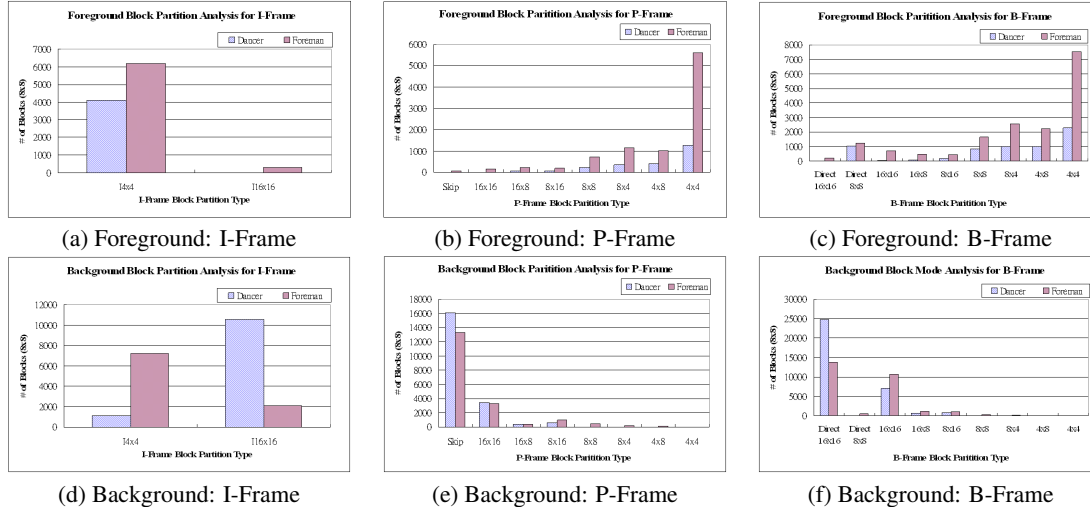 Foreground Block Partition Analysis for I-Frame
Dancer Foreman
# of Blocks (8x8)
7000
6000
5000
4000
3000
2000
1000
0
I4x4 I16x16
I-Frame Block Partition Type
(a) Foreground: I-Frame
Foreground Block Paritition Analysis for P-Frame
Dancer Foreman
# of Blocks (8x8)
6000
5000
4000
3000
2000
1000
0
Skip 16x16 16x8 8x16 8x8 8x4 4x8 4x4
P-Frame Block Partition Type
(b) Foreground: P-Frame
Foreground Block Partition Analysis for B-Frame
Dancer Foreman
# of Blocks (8x8)
8000
7000
6000
5000
4000
3000
2000
1000
0
Direct 16x16 Direct 8x8 16x16 16x8 8x16 8x8 8x4 4x8 4x4
B-Frame Block Partition Type
(c) Foreground: B-Frame
Background Block Partition Analysis for I-Frame
Dancer Foreman
# of Blocks (8x8)
12000
10000
8000
6000
4000
2000
0
I4x4 I16x16
I-Frame Block Partition Type
(d) Background: I-Frame
Background Block Partition Analysis for P-Frame
Dancer Foreman
# of Blocks (8x8)
18000
16000
14000
12000
10000
8000
6000
4000
2000
0
Skip 16x16 16x8 8x16 8x8 8x4 4x8 4x4
P-Frame Block Partition Type
(e) Background: P-Frame
Background Block Mode Analysis for B-Frame
Dancer Foreman
# of Blocks (8x8)
30000
25000
20000
15000
10000
5000
0
Direct 16x16 Direct 8x8 16x16 16x8 8x16 8x8 8x4 4x8 4x4
B-Frame Block Partition Type
(f) Background: B-Frame